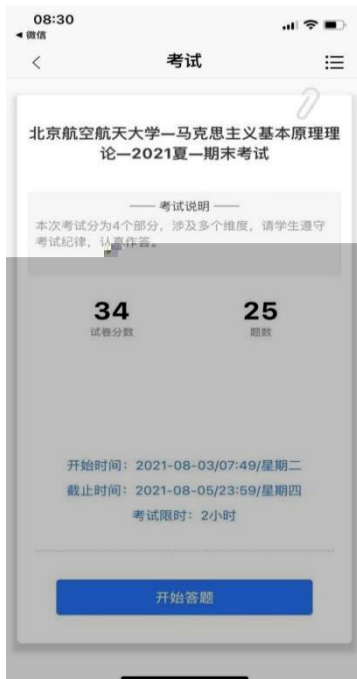 08:30
◀ 微信
考试
北京航空航天大学—马克思主义基本原理理
论—2021夏—期末考试
—— 考试说明 ——
本次考试分为4个部分，涉及多个维度，请学生遵守
考试纪律，认真作答。
34 25
试卷分数 题数
开始时间：2021-08-03/07:49/星期二
截止时间：2021-08-05/23:59/星期四
考试限时：2小时
开始答题